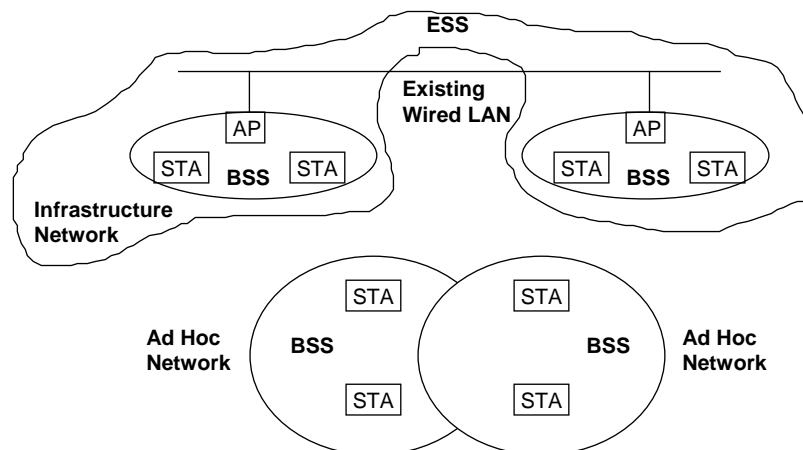 ESS
Existing
Wired LAN
AP
AP
STA
BSS
STA
STA
BSS
STA
Infrastructure
Network
STA
STA
Ad Hoc
Network
BSS
BSS
Ad Hoc
Network
STA
STA